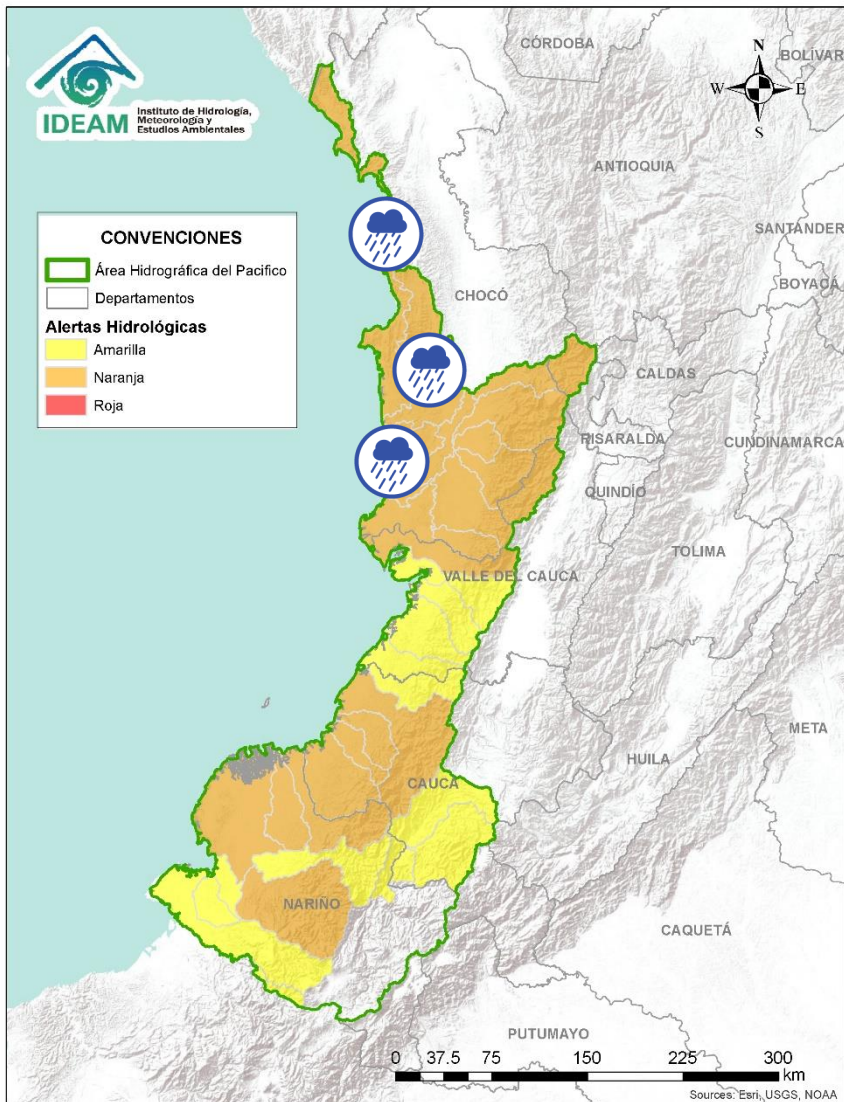 IDEAM
Instituto de Hidrología,
Meteorología y
Estudios Ambientales
N
W
E
S
CÓRDOBA
BOLÍVAR
ANTIOQUIA
SANTANDER
BOYACÁ
CHOCÓ
CALDAS
RISARALDA
CUNDINAMARCA
QUINDÍO
TOLIMA
VALLE DEL CAUCA
META
HUILA
CAUCA
NARIÑO
CAQUETÁ
PUTUMAYO
CONVENCIONES
Área Hidrográfica del Pacifico
Departamentos
Alertas Hidrológicas
Amarilla
Naranja
Roja
0 37.5 75 150 225 300
km
Sources: Esri, USGS, NOAA